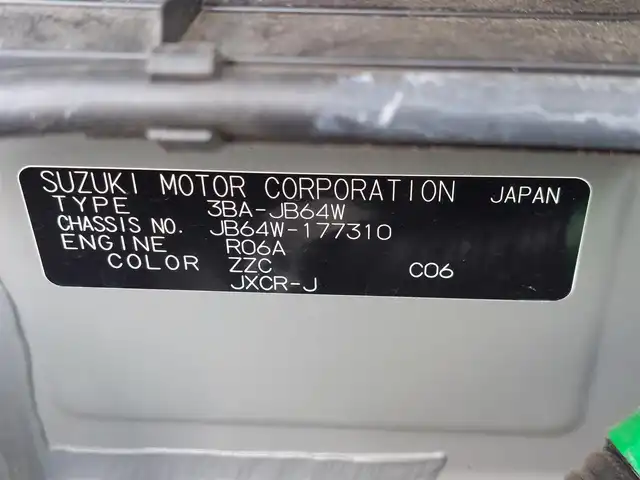 SUZUKI MOTOR CORPORATION JAPAN
TYPE 3BA-JB64W
CHASSIS NO. JB64W-177310
ENGINE R06A
COLOR ZZC C06
JXCR-J